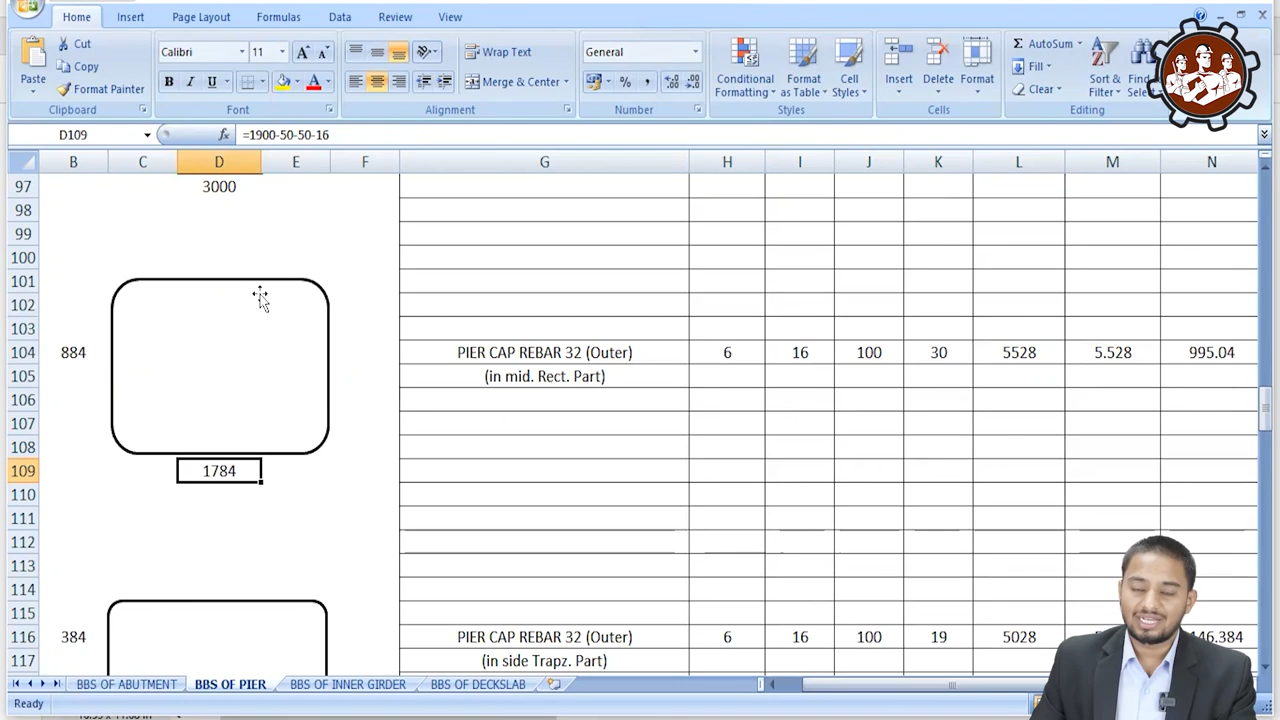 Home Insert Page Layout Formulas Data Review View
Cut
Copy
Format Painter
Paste
Clipboard
Calibri 11
B I U
Font
Wrap Text
Merge & Center
Alignment
General
Number
Conditional Formatting
Format as Table
Cell Styles
Styles
Insert Delete Format
Cells
AutoSum
Fill
Clear
Sort & Filter
Editing
D109 fx =1900-50-50-16
B C D E F G H I J K L M N
97 3000
98
99
100
101
102
103
104 884 PIER CAP REBAR 32 (Outer) 6 16 100 30 5528 5.528 995.04
105 (in mid. Rect. Part)
106
107
108
109 1784
110
111
112
113
114
115
116 384 PIER CAP REBAR 32 (Outer) 6 16 100 19 5028
117 (in side Trapz. Part)
BBS OF ABUTMENT BBS OF PIER BBS OF INNER GIRDER BBS OF DECKSLAB
Ready